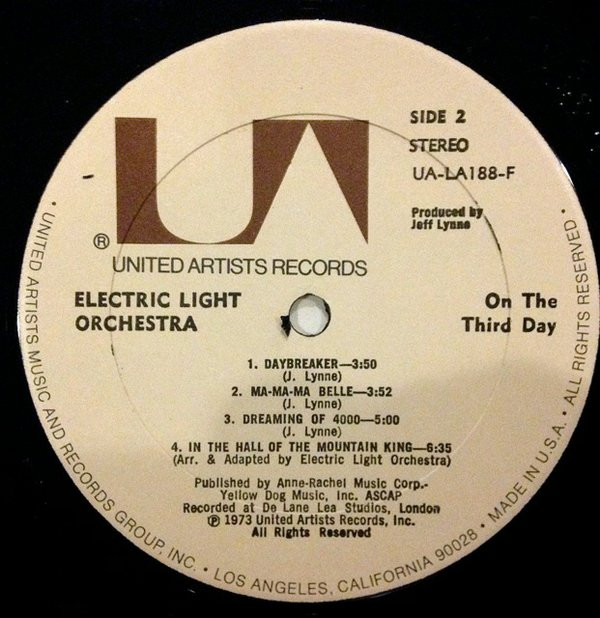 UA
®
UNITED ARTISTS RECORDS
SIDE 2
STEREO
UA-LA188-F
Produced by
Jeff Lynne
ELECTRIC LIGHT
ORCHESTRA
On The
Third Day
1. DAYBREAKER—3:50
(J. Lynne)
2. MA-MA-MA BELLE—3:52
(J. Lynne)
3. DREAMING OF 4000—5:00
(J. Lynne)
4. IN THE HALL OF THE MOUNTAIN KING—6:35
(Arr. & Adapted by Electric Light Orchestra)
Published by Anne-Rachel Music Corp.-
Yellow Dog Music, Inc. ASCAP
Recorded at De Lane Lea Studios, London
℗ 1973 United Artists Records, Inc.
All Rights Reserved
• UNITED ARTISTS MUSIC AND RECORDS GROUP, INC. • LOS ANGELES, CALIFORNIA 90028 • MADE IN U.S.A. • ALL RIGHTS RESERVED •